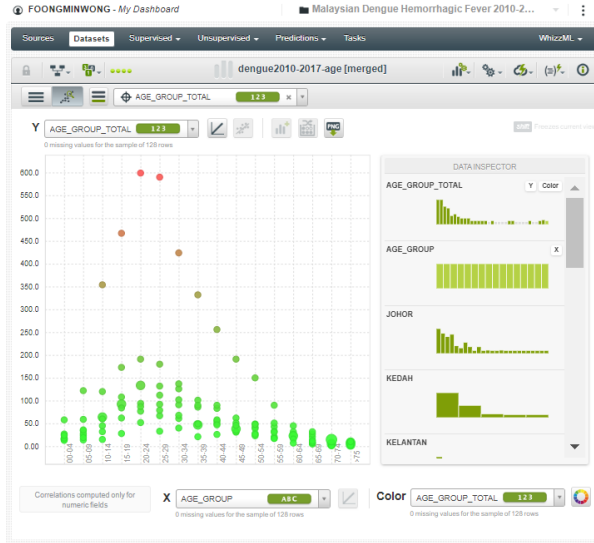 FOONGMINWONG - My Dashboard
Malaysian Dengue Hemorrhagic Fever 2010-2...
Sources Datasets Supervised Unsupervised Predictions Tasks WhizzML
dengue2010-2017-age [merged]
AGE_GROUP_TOTAL 123 ×
Y AGE_GROUP_TOTAL 123
PNG
0 missing values for the sample of 128 rows
shift Freezes current view
600.0
550.0
500.0
450.0
400.0
350.0
300.0
250.0
200.0
150.0
100.0
50.0
0.00
00-04 05-09 10-14 15-19 20-24 25-29 30-34 35-39 40-44 45-49 50-54 55-59 60-64 65-69 70-74 >75
DATA INSPECTOR
AGE_GROUP_TOTAL Y Color
AGE_GROUP X
JOHOR
KEDAH
KELANTAN
Correlations computed only for
numeric fields
X AGE_GROUP ABC
0 missing values for the sample of 128 rows
Color AGE_GROUP_TOTAL 123
0 missing values for the sample of 128 rows